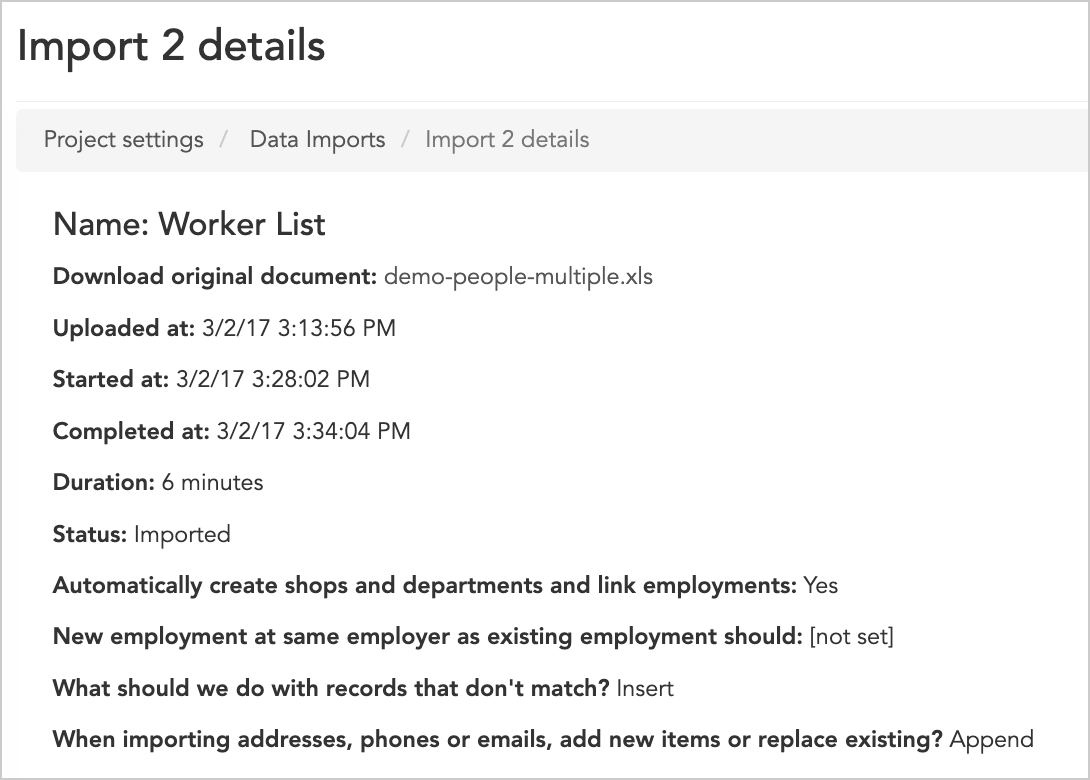 Import 2 details
Project settings / Data Imports / Import 2 details
Name: Worker List
Download original document: demo-people-multiple.xls
Uploaded at: 3/2/17 3:13:56 PM
Started at: 3/2/17 3:28:02 PM
Completed at: 3/2/17 3:34:04 PM
Duration: 6 minutes
Status: Imported
Automatically create shops and departments and link employments: Yes
New employment at same employer as existing employment should: [not set]
What should we do with records that don't match? Insert
When importing addresses, phones or emails, add new items or replace existing? Append